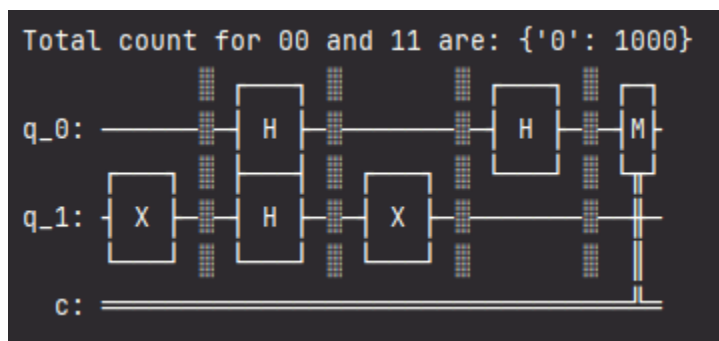 Total count for 00 and 11 are: {'0': 1000}
q_0: H H M
q_1: X H X
c: